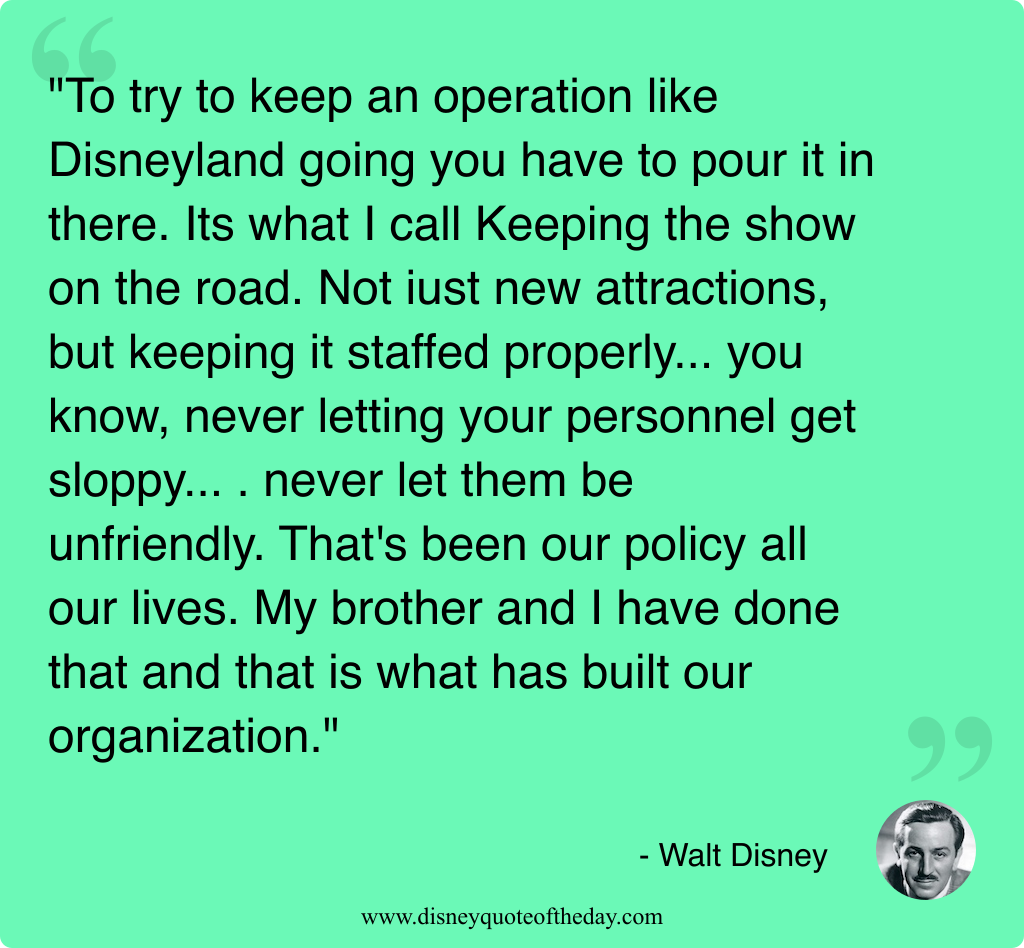 "To try to keep an operation like
Disneyland going you have to pour it in
there. Its what I call Keeping the show
on the road. Not iust new attractions,
but keeping it staffed properly... you
know, never letting your personnel get
sloppy... . never let them be
unfriendly. That's been our policy all
our lives. My brother and I have done
that and that is what has built our
organization."
- Walt Disney
www.disneyquoteoftheday.com